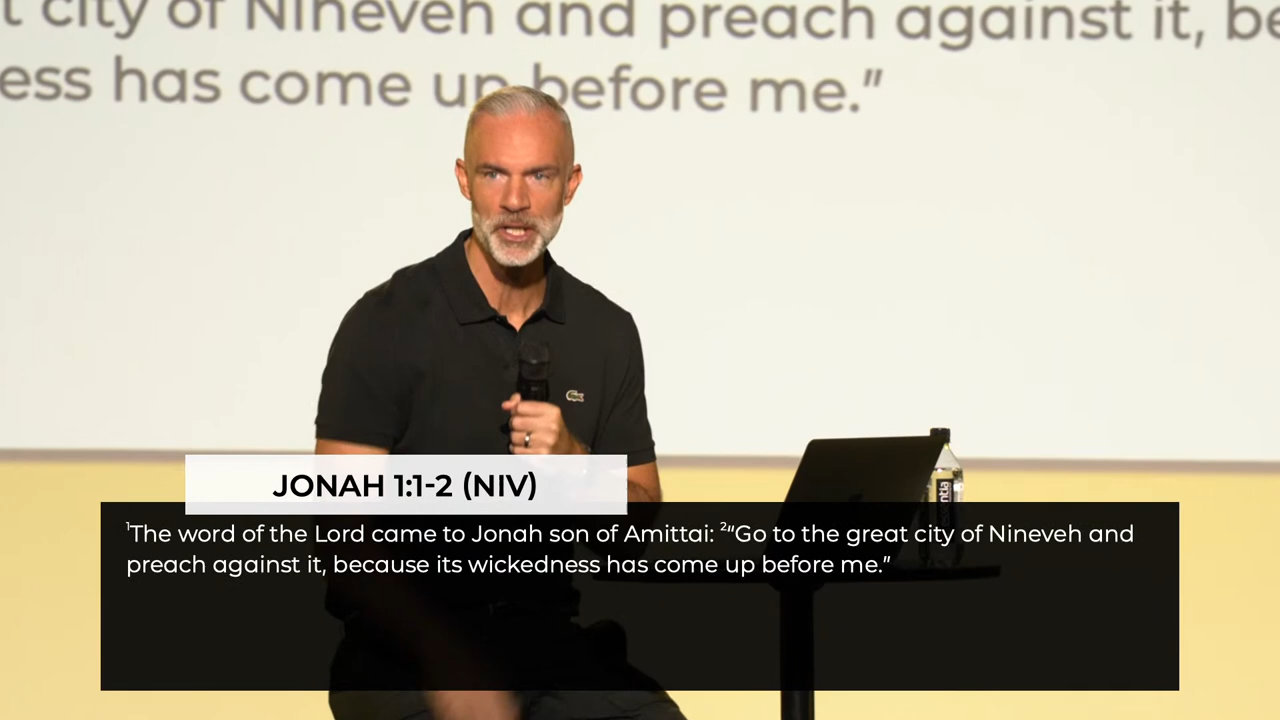 t city of Nineveh and preach against it, be
ess has come up before me.”
JONAH 1:1-2 (NIV)
¹The word of the Lord came to Jonah son of Amittai: ²“Go to the great city of Nineveh and
preach against it, because its wickedness has come up before me.”